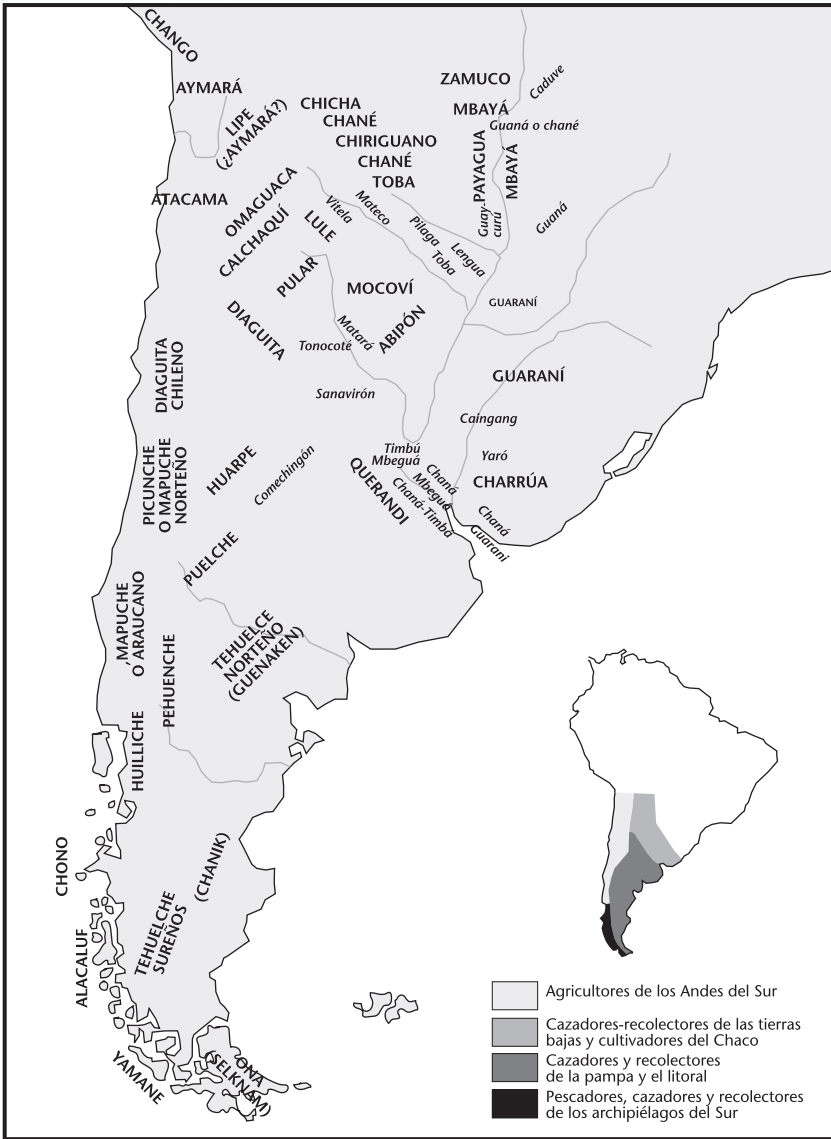 CHANGO
AYMARÁ
LIPE
(¿AYMARÁ?)
CHICHA
CHANÉ
CHIRIGUANO
CHANÉ
TOBA
ZAMUCO
Caduve
MBAYÁ
Guaná o chané
PAYAGUA
MBAYÁ
Guay-
curú
Guaná
ATACAMA
OMAGUACA
CALCHAQUÍ
LULE
Vitela
Mateco
Pilaga
Toba
Lengua
PULAR
MOCOVÍ
GUARANÍ
DIAGUITA
Tonocoté
Matará
ABIPÓN
DIAGUITA
CHILENO
Sanavirón
GUARANÍ
Caingang
PICUNCHE
O MAPUCHE
NORTEÑO
HUARPE
Comechingón
Timbú
Mbeguá
QUERANDI
Chaná
Mbeguá
Chaná-Timbá
Yaró
CHARRÚA
Chaná
Guarani
PUELCHE
MAPUCHE
O ARAUCANO
PEHUENCHE
TEHUELCE
NORTEÑO
(GUENAKEN)
HUILLICHE
CHONO
(CHANIK)
TEHUELCHE
SUREÑOS
ALACALUF
YAMANE
ONA
(SELKNAM)
Agricultores de los Andes del Sur
Cazadores-recolectores de las tierras
bajas y cultivadores del Chaco
Cazadores y recolectores
de la pampa y el litoral
Pescadores, cazadores y recolectores
de los archipiélagos del Sur